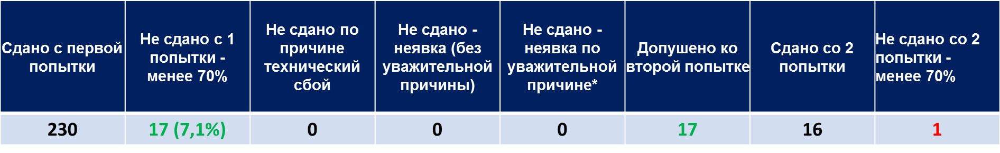 Сдано с первой
попытки
Не сдано с 1
попытки -
менее 70%
Не сдано по
причине
технический
сбой
Не сдано -
неявка (без
уважительной
причины)
Не сдано -
неявка по
уважительной
причине*
Допушено ко
второй попытке
Сдано со 2
попытки
Не сдано со 2
попытки -
менее 70%
230
17 (7,1%)
0
0
0
17
16
1